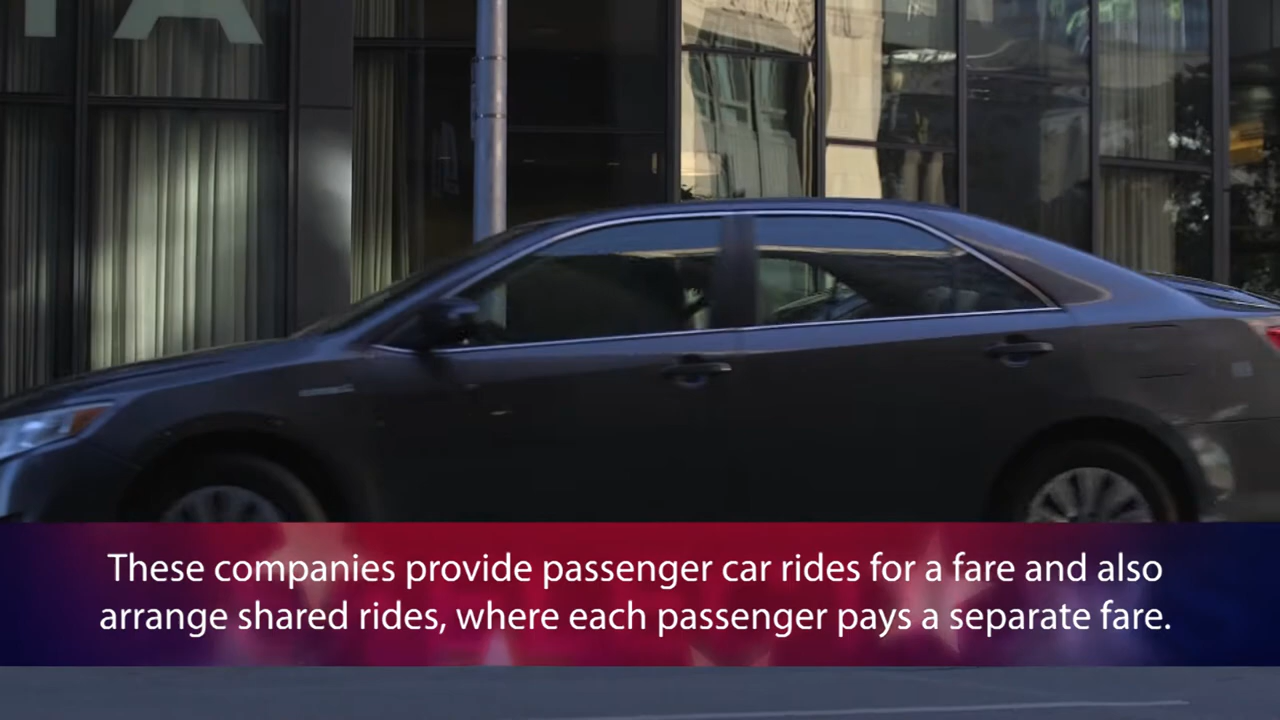 TA
These companies provide passenger car rides for a fare and also
arrange shared rides, where each passenger pays a separate fare.